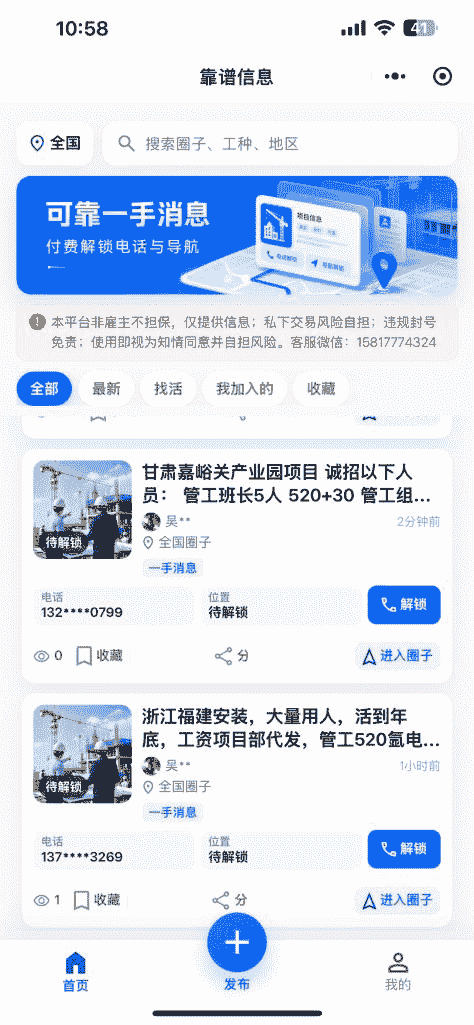 10:58
41
靠谱信息
全国
搜索圈子、工种、地区
可靠一手消息
付费解锁电话与导航
项目信息
本平台非雇主不担保，仅提供信息；私下交易风险自担；违规封号
免责；使用即视为知情同意并自担风险。客服微信：15817774324
全部 最新 找活 我加入的 收藏
甘肃嘉峪关产业园项目 诚招以下人
员： 管工班长5人 520+30 管工组...
待解锁
吴**
2分钟前
全国圈子
一手消息
电话
132****0799
位置
待解锁
解锁
0 收藏 分 进入圈子
浙江福建安装，大量用人，活到年
底，工资项目部代发，管工520氩电...
待解锁
吴**
1小时前
全国圈子
一手消息
电话
137****3269
位置
待解锁
解锁
1 收藏 分 进入圈子
首页 发布 我的